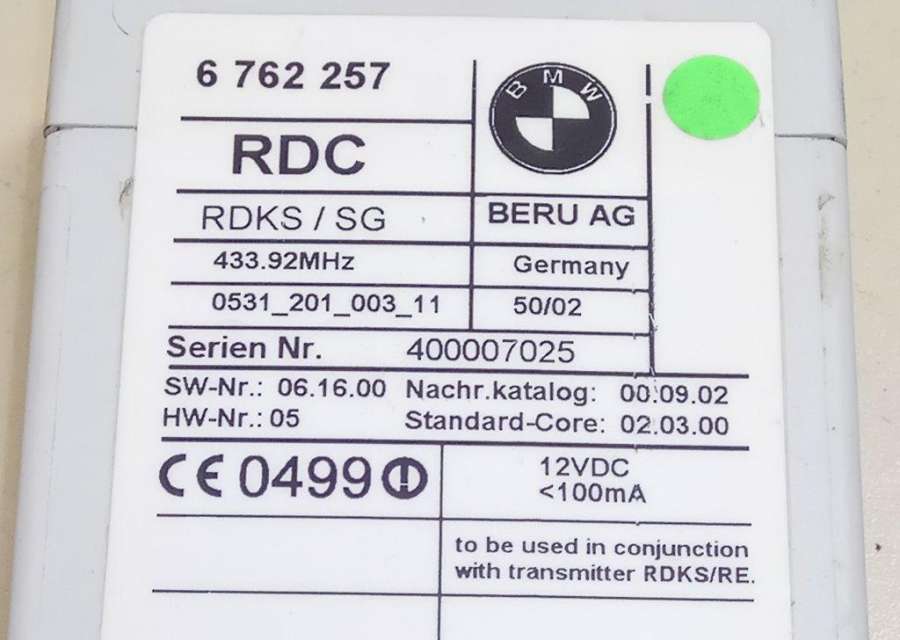 6 762 257
BMW
RDC
RDKS / SG
BERU AG
433.92MHz
Germany
0531_201_003_11
50/02
Serien Nr. 400007025
SW-Nr.: 06.16.00 Nachr.katalog: 00.09.02
HW-Nr.: 05 Standard-Core: 02.03.00
CE 0499
12VDC
<100mA
to be used in conjunction
with transmitter RDKS/RE.